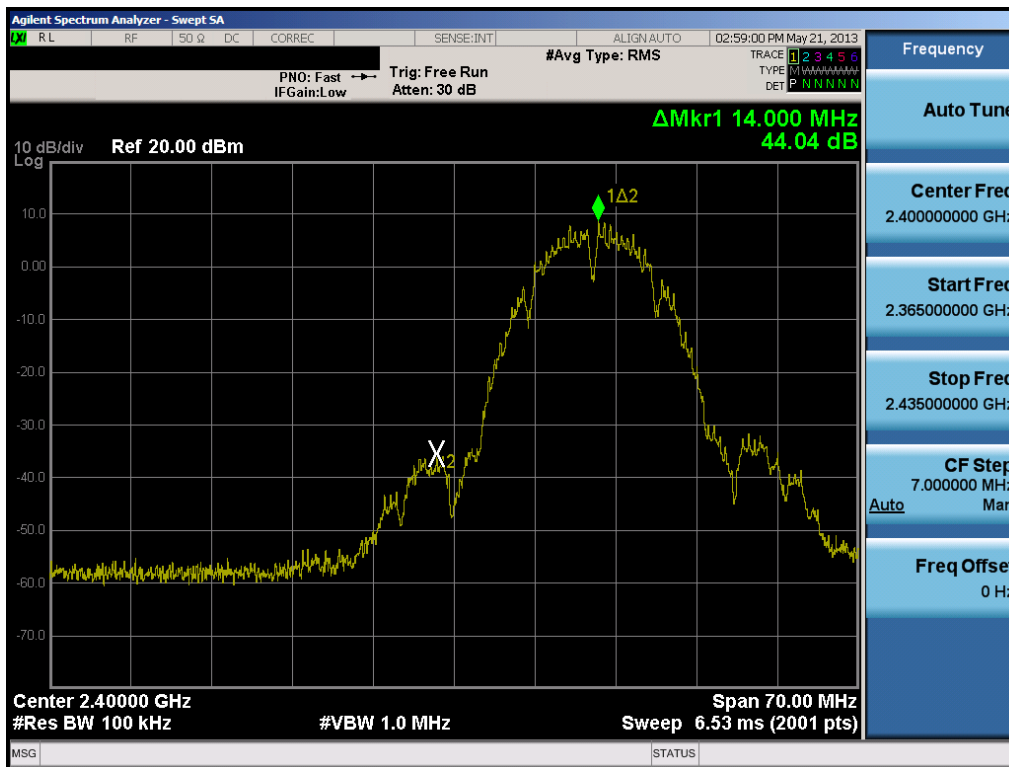 Agilent Spectrum Analyzer - Swept SA
LXI RL RF 50 Ω DC CORREC SENSE:INT ALIGN AUTO 02:59:00 PM May 21, 2013
#Avg Type: RMS
TRACE 1 2 3 4 5 6
PNO: Fast Trig: Free Run
TYPE M WWWWW
IFGain:Low Atten: 30 dB
DET P N N N N N
ΔMkr1 14.000 MHz
44.04 dB
10 dB/div Ref 20.00 dBm
Log
1Δ2
10.0
0.00
-10.0
-20.0
-30.0
X2
-40.0
-50.0
-60.0
-70.0
Center 2.40000 GHz Span 70.00 MHz
#Res BW 100 kHz #VBW 1.0 MHz Sweep 6.53 ms (2001 pts)
MSG STATUS
Frequency
Auto Tune
Center Freq
2.400000000 GHz
Start Freq
2.365000000 GHz
Stop Freq
2.435000000 GHz
CF Step
7.000000 MHz
Auto Man
Freq Offset
0 Hz